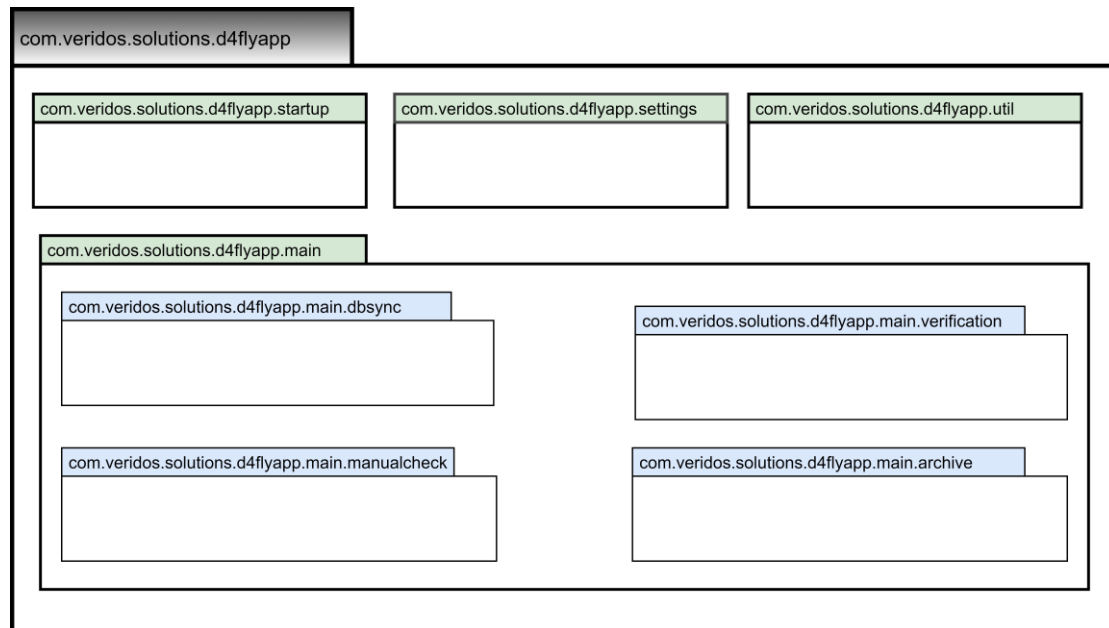 com.veridos.solutions.d4flyapp
com.veridos.solutions.d4flyapp.startup
com.veridos.solutions.d4flyapp.settings
com.veridos.solutions.d4flyapp.util
com.veridos.solutions.d4flyapp.main
com.veridos.solutions.d4flyapp.main.dbsync
com.veridos.solutions.d4flyapp.main.verification
com.veridos.solutions.d4flyapp.main.manualcheck
com.veridos.solutions.d4flyapp.main.archive